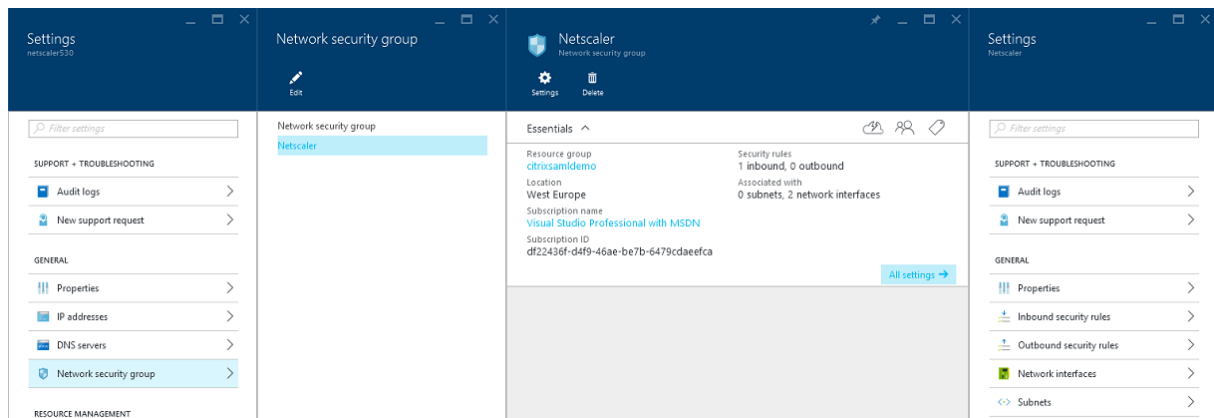 Settings
netscaler530
Filter settings
SUPPORT + TROUBLESHOOTING
Audit logs
New support request
GENERAL
Properties
IP addresses
DNS servers
Network security group
RESOURCE MANAGEMENT
Network security group
Edit
Network security group
Netscaler
Netscaler
Network security group
Settings
Delete
Essentials
Resource group
citrixsamldemo
Location
West Europe
Subscription name
Visual Studio Professional with MSDN
Subscription ID
df22436f-d4f9-46ae-be7b-6479cdaeefca
Security rules
1 inbound, 0 outbound
Associated with
0 subnets, 2 network interfaces
All settings →
Settings
Netscaler
Filter settings
SUPPORT + TROUBLESHOOTING
Audit logs
New support request
GENERAL
Properties
Inbound security rules
Outbound security rules
Network interfaces
Subnets